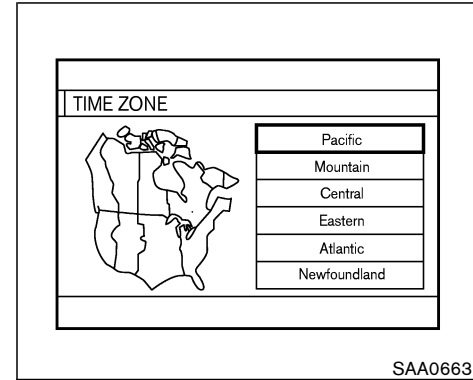 TIME ZONE
Pacific
Mountain
Central
Eastern
Atlantic
Newfoundland
SAA0663